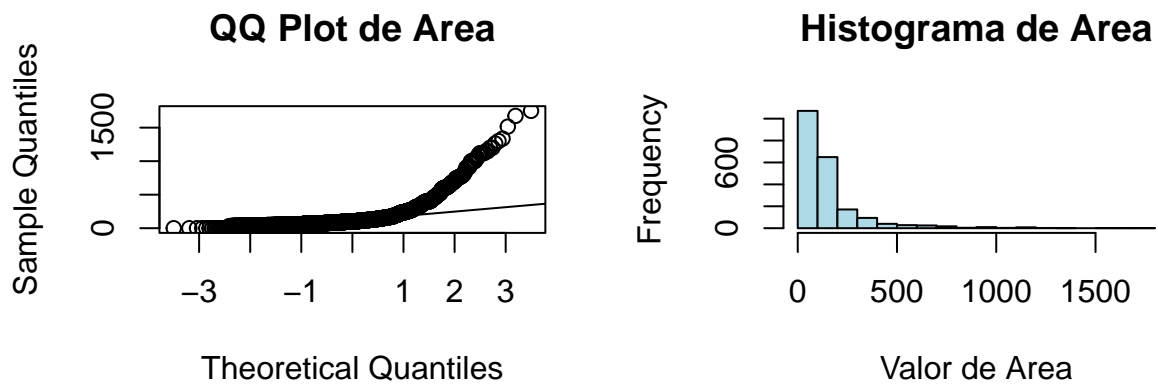 QQ Plot de Area
Sample Quantiles
0
1500
−3
−1
1
2
3
Theoretical Quantiles
Histograma de Area
Frequency
0
600
0
500
1000
1500
Valor de Area